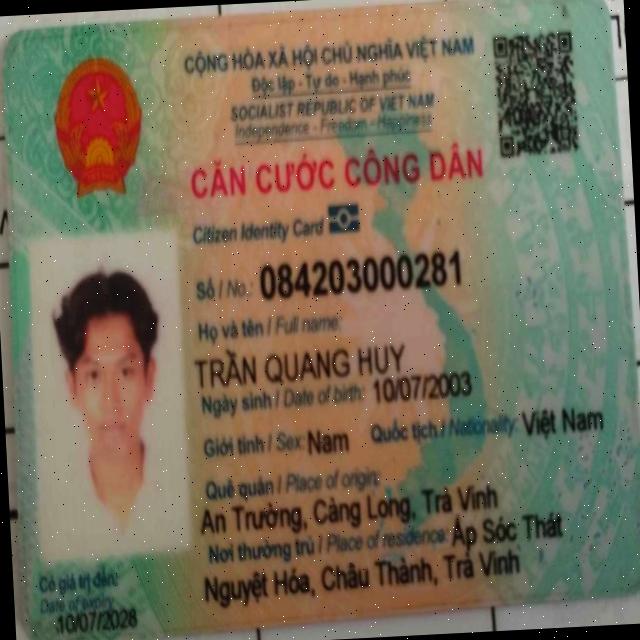 CỘNG HÒA XÃ HỘI CHỦ NGHĨA VIỆT NAM
Độc lập - Tự do - Hạnh phúc
SOCIALIST REPUBLIC OF VIET NAM
Independence - Freedom - Happiness
CĂN CƯỚC CÔNG DÂN
Citizen Identity Card
Số / No.: 084203000281
Họ và tên / Full name:
TRẦN QUANG HUY
Ngày sinh / Date of birth: 10/07/2003
Giới tính / Sex: Nam Quốc tịch / Nationality: Việt Nam
Quê quán / Place of origin:
An Trường, Càng Long, Trà Vinh
Nơi thường trú / Place of residence: Ấp Sóc Thát
Nguyệt Hóa, Châu Thành, Trà Vinh
Có giá trị đến:
Date of expiry:
10/07/2028